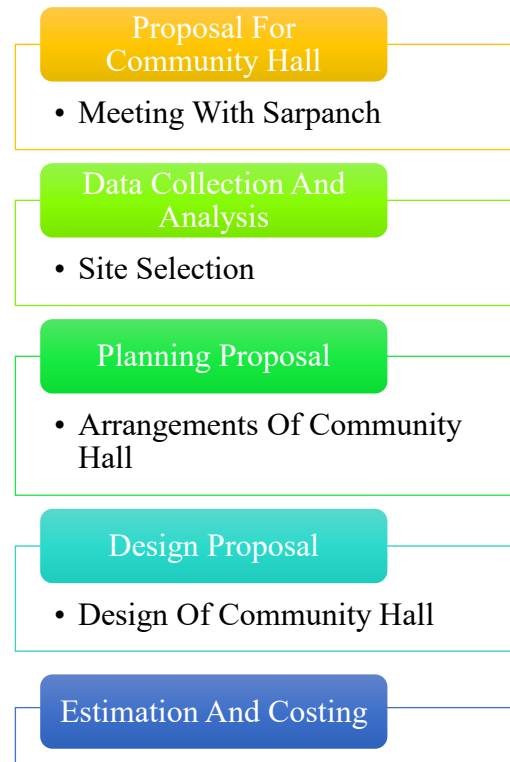 Proposal For
Community Hall
• Meeting With Sarpanch
Data Collection And
Analysis
• Site Selection
Planning Proposal
• Arrangements Of Community
Hall
Design Proposal
• Design Of Community Hall
Estimation And Costing